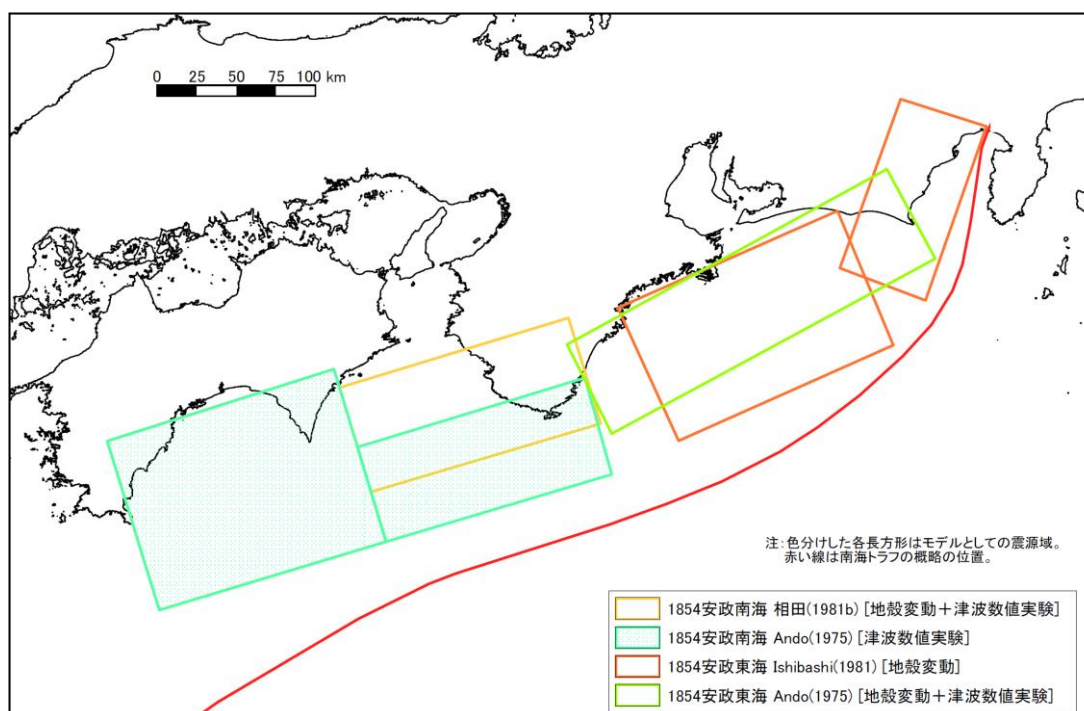 0 25 50 75 100 km
注：色分けした各長方形はモデルとしての震源域。
赤い線は南海トラフの概略の位置。
1854安政南海 相田(1981b) [地殻変動＋津波数値実験]
1854安政南海 Ando(1975) [津波数値実験]
1854安政東海 Ishibashi(1981) [地殻変動]
1854安政東海 Ando(1975) [地殻変動＋津波数値実験]